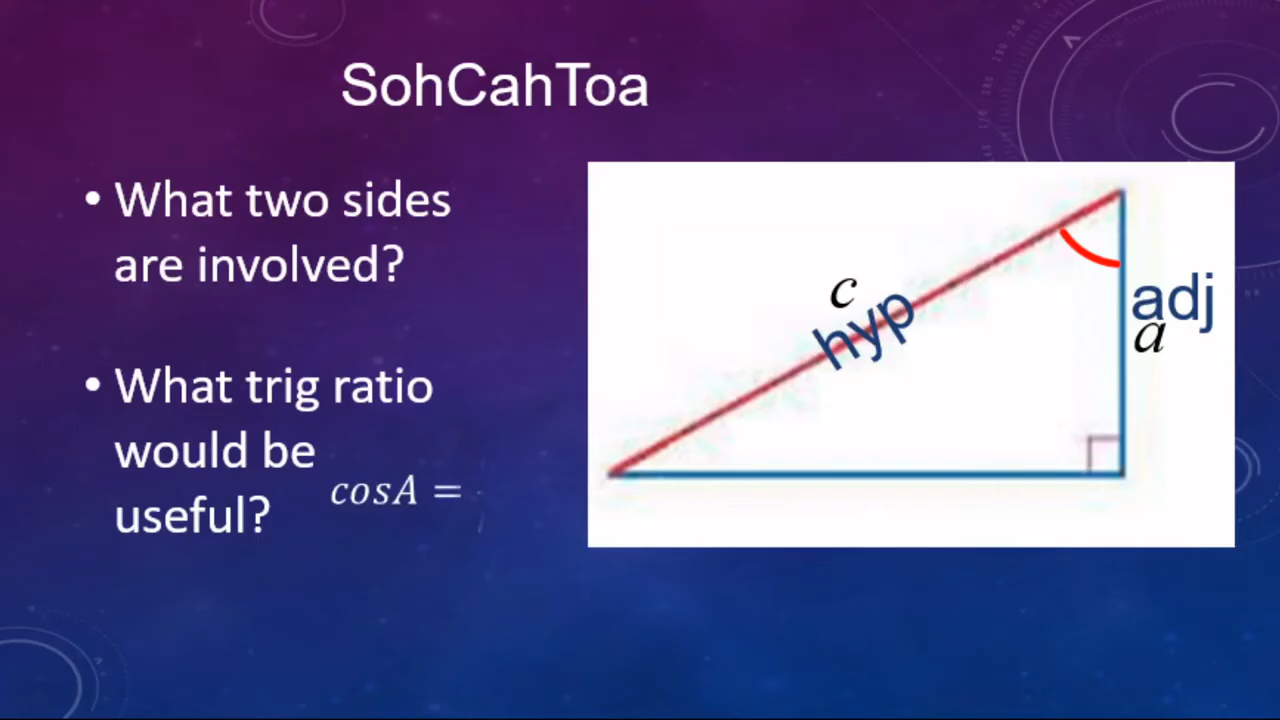 SohCahToa
• What two sides
are involved?
• What trig ratio
would be
useful?
cosA =
c
hyp
adj
a